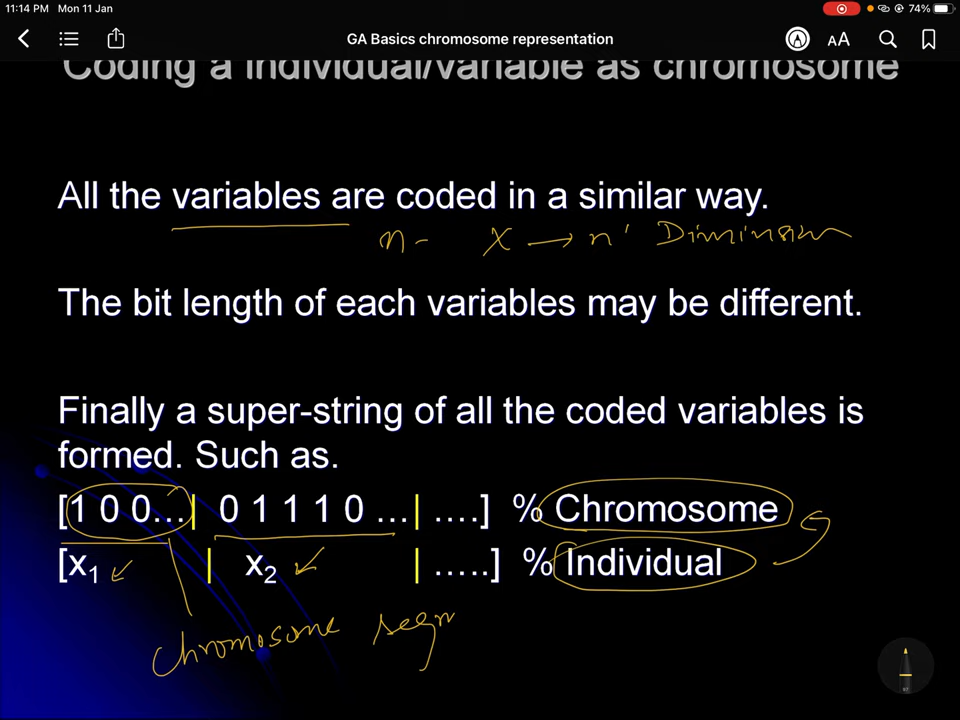 11:14 PM Mon 11 Jan
74%
GA Basics chromosome representation
AA
Coding a individual/variable as chromosome
All the variables are coded in a similar way.
n- x → n' Diminsion
The bit length of each variables may be different.
Finally a super-string of all the coded variables is
formed. Such as.
[1 0 0...| 0 1 1 1 0 ...| ....] % Chromosome
[x1 | x2 | .....] % Individual
chromosome segm